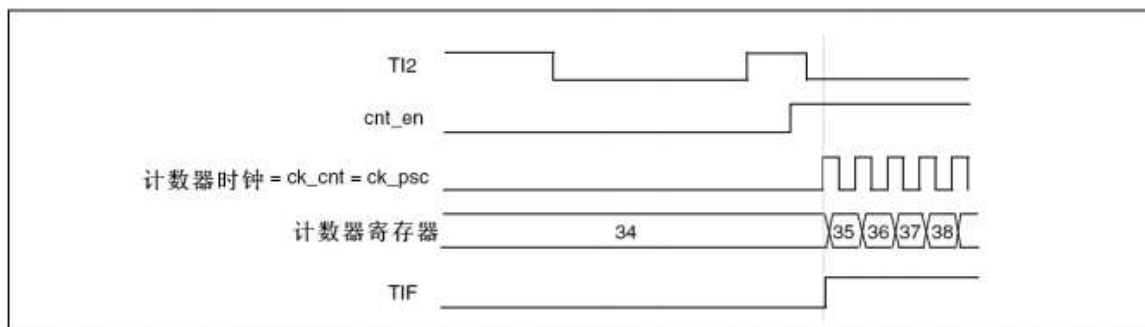 TI2
cnt_en
计数器时钟 = ck_cnt = ck_psc
计数器寄存器 34 35 36 37 38
TIF